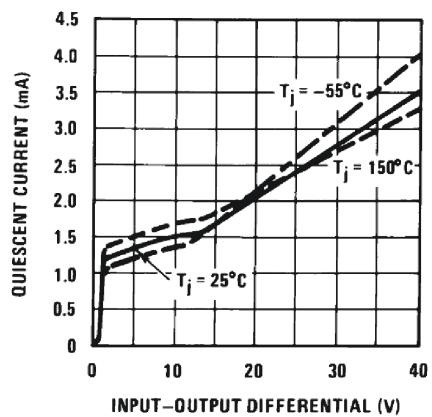 QUIESCENT CURRENT (mA)
4.5
4.0
3.5
3.0
2.5
2.0
1.5
1.0
0.5
0
Tj = −55°C
Tj = 150°C
Tj = 25°C
0 10 20 30 40
INPUT–OUTPUT DIFFERENTIAL (V)